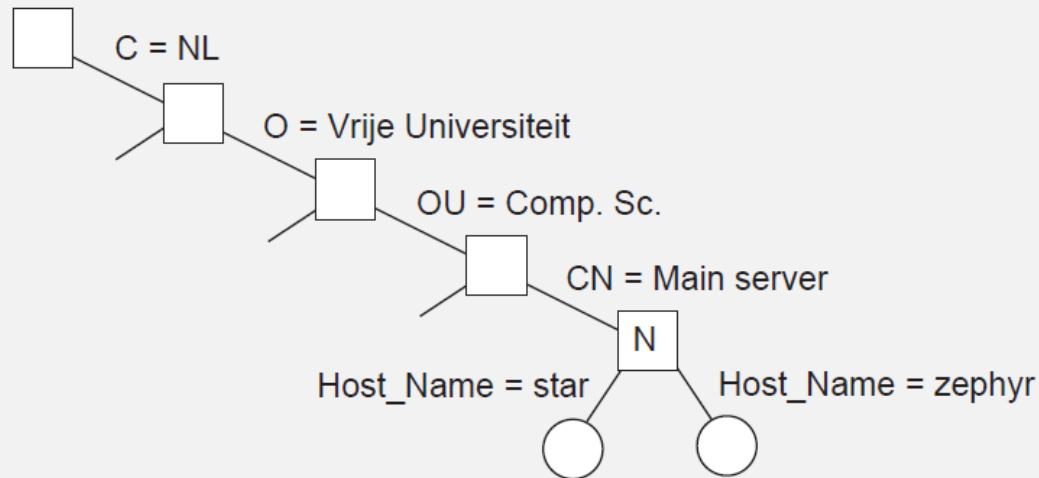 C = NL
O = Vrije Universiteit
OU = Comp. Sc.
CN = Main server
N
Host_Name = star
Host_Name = zephyr